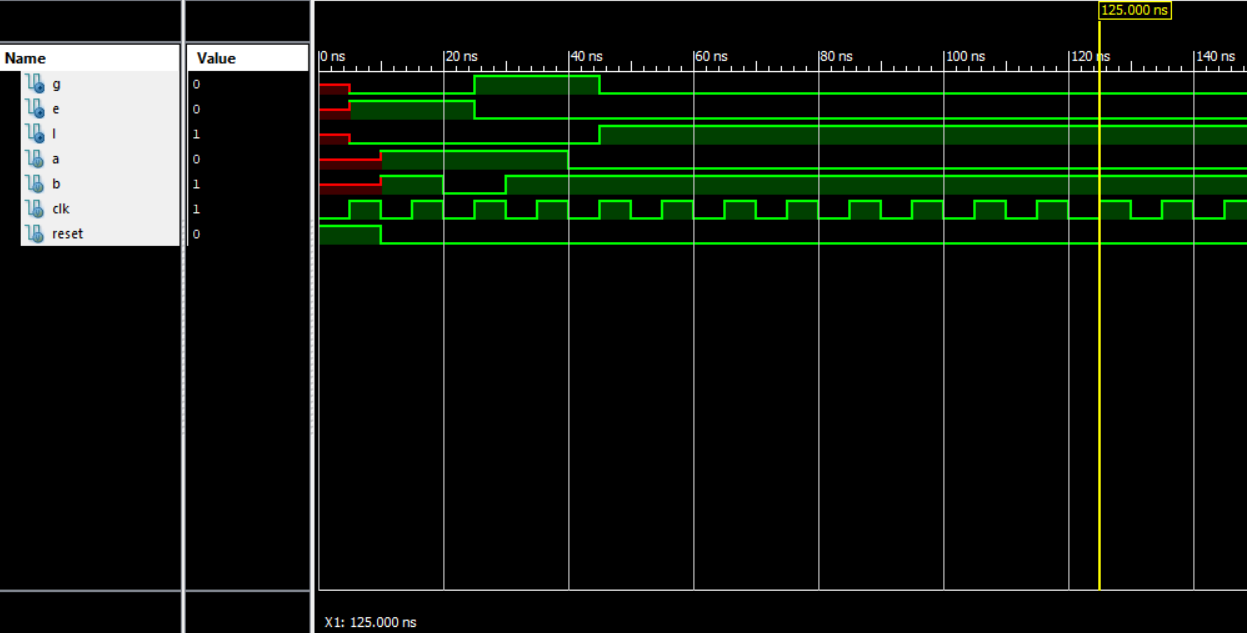 125.000 ns
Name Value
0 ns 20 ns 40 ns 60 ns 80 ns 100 ns 120 ns 140 ns
g 0
e 0
l 1
a 0
b 1
clk 1
reset 0
X1: 125.000 ns